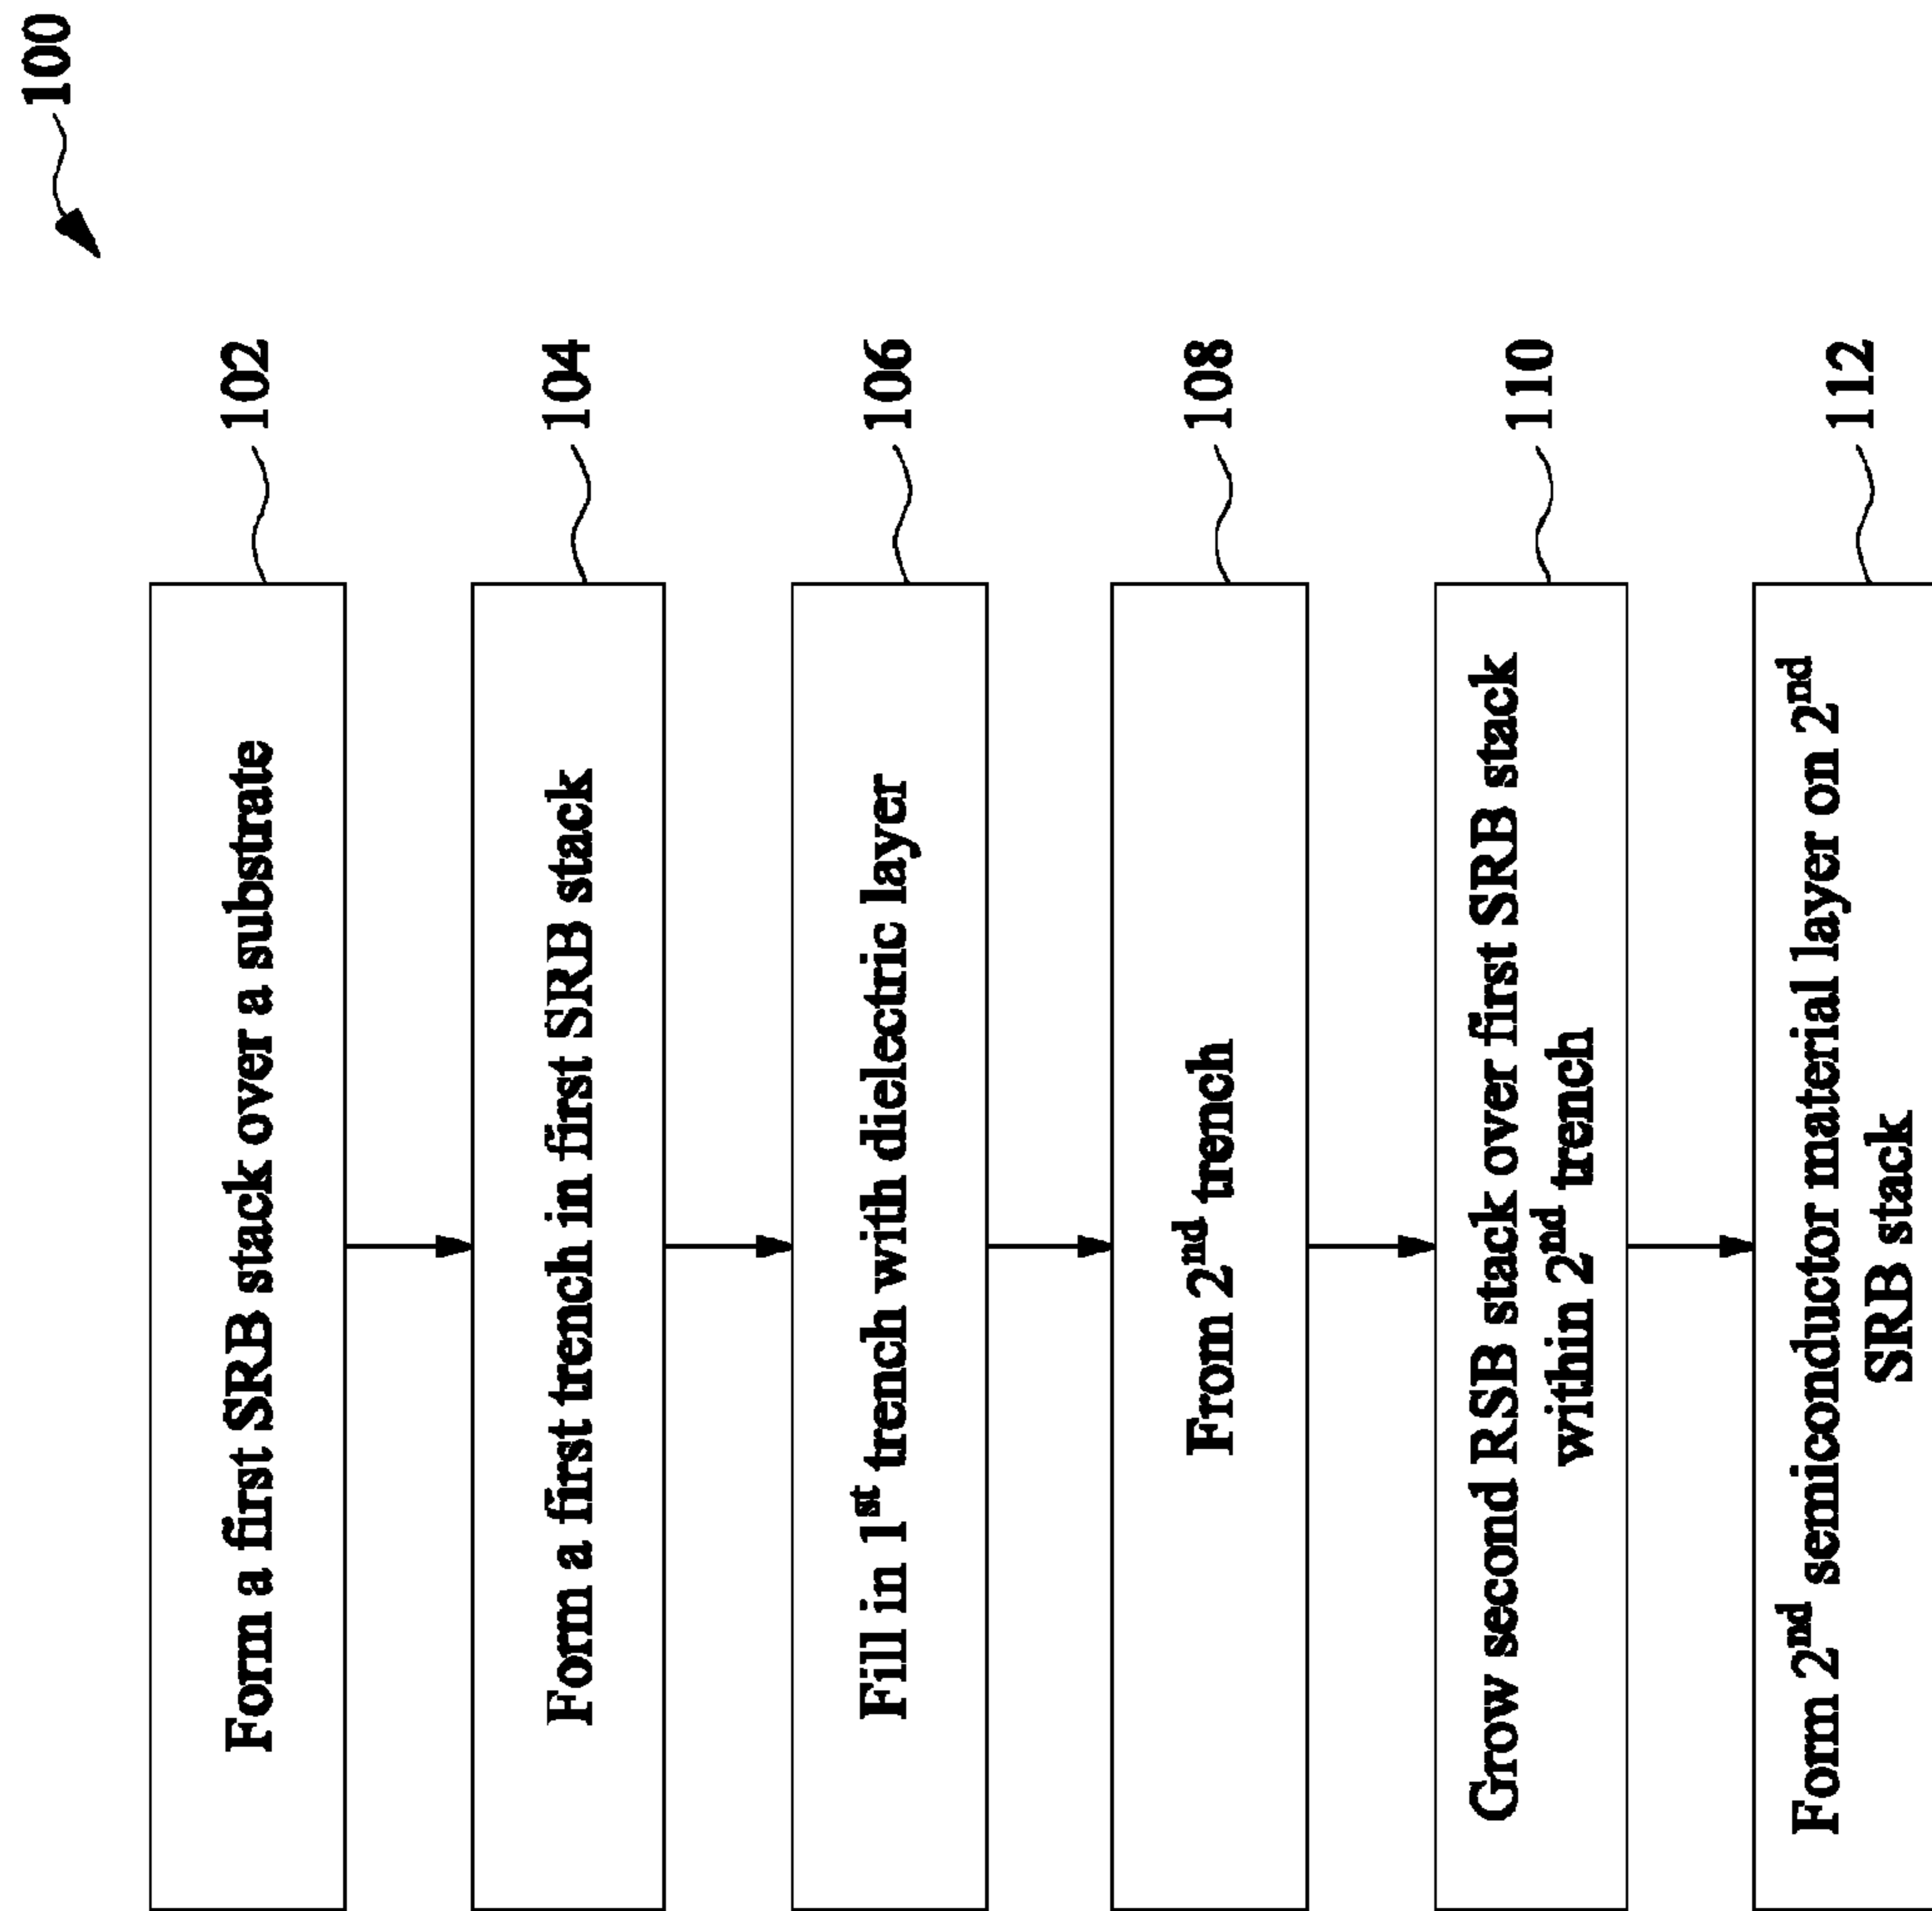 100
Form a first SRB stack over a substrate
102
Form a first trench in first SRB stack
104
Fill in 1st trench with dielectric layer
106
From 2nd trench
108
Grow second RSB stack over first SRB stack
within 2nd trench
110
Form 2nd semiconductor material layer on 2nd
SRB stack
112